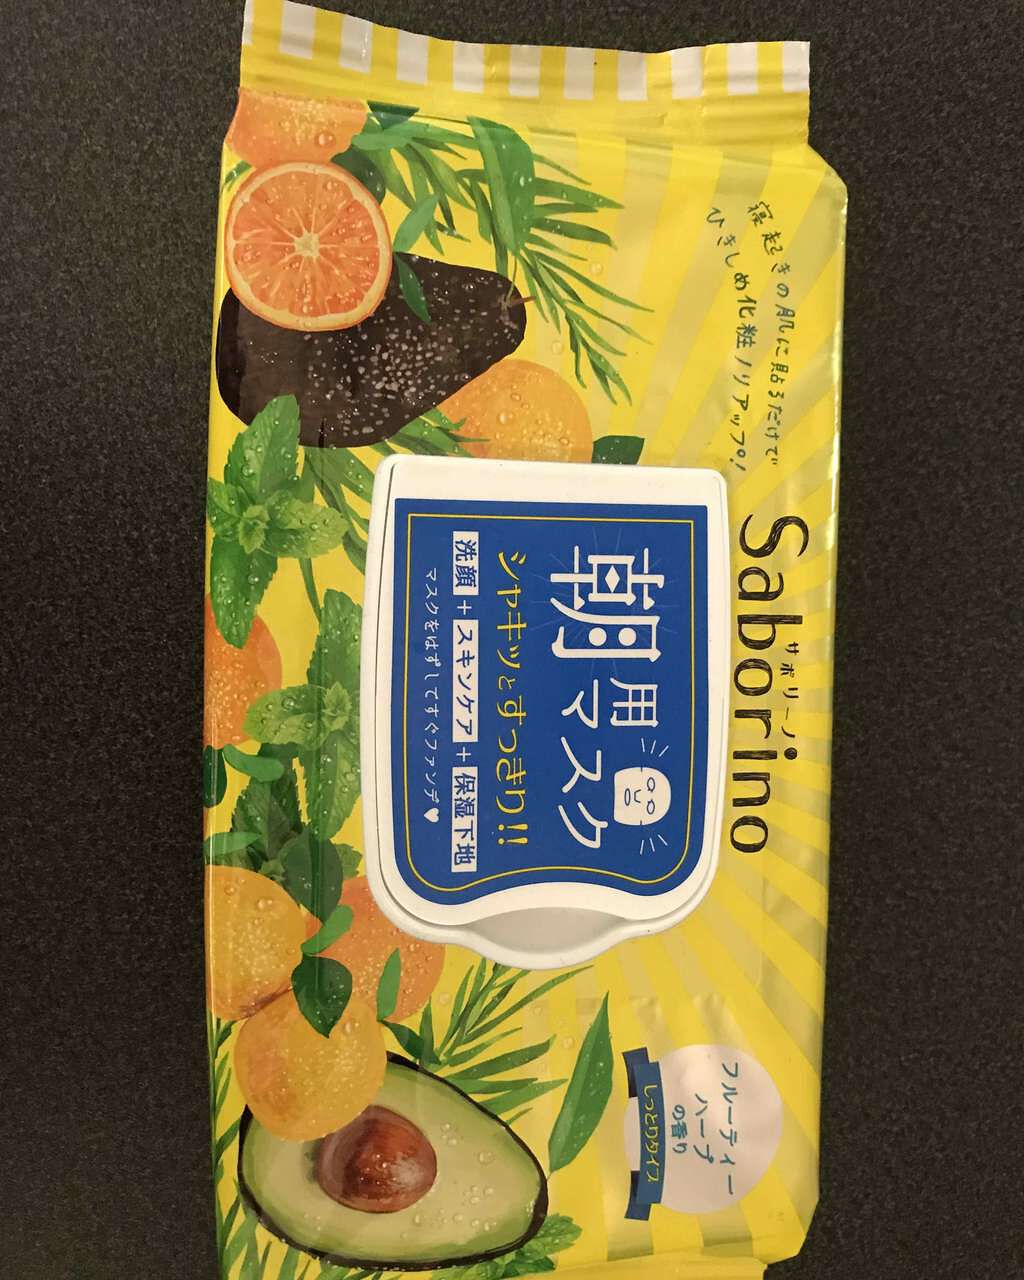 寝起きの肌に貼るだけで
ひきしめ化粧ノリアップ!
サボリーノ
Saborino
朝用マスク
シャキッとすっきり!!
洗顔+スキンケア+保湿下地
マスクをはずしてすぐファンデ♥
フルーティー
ハーブ
の香り
しっとりタイプ